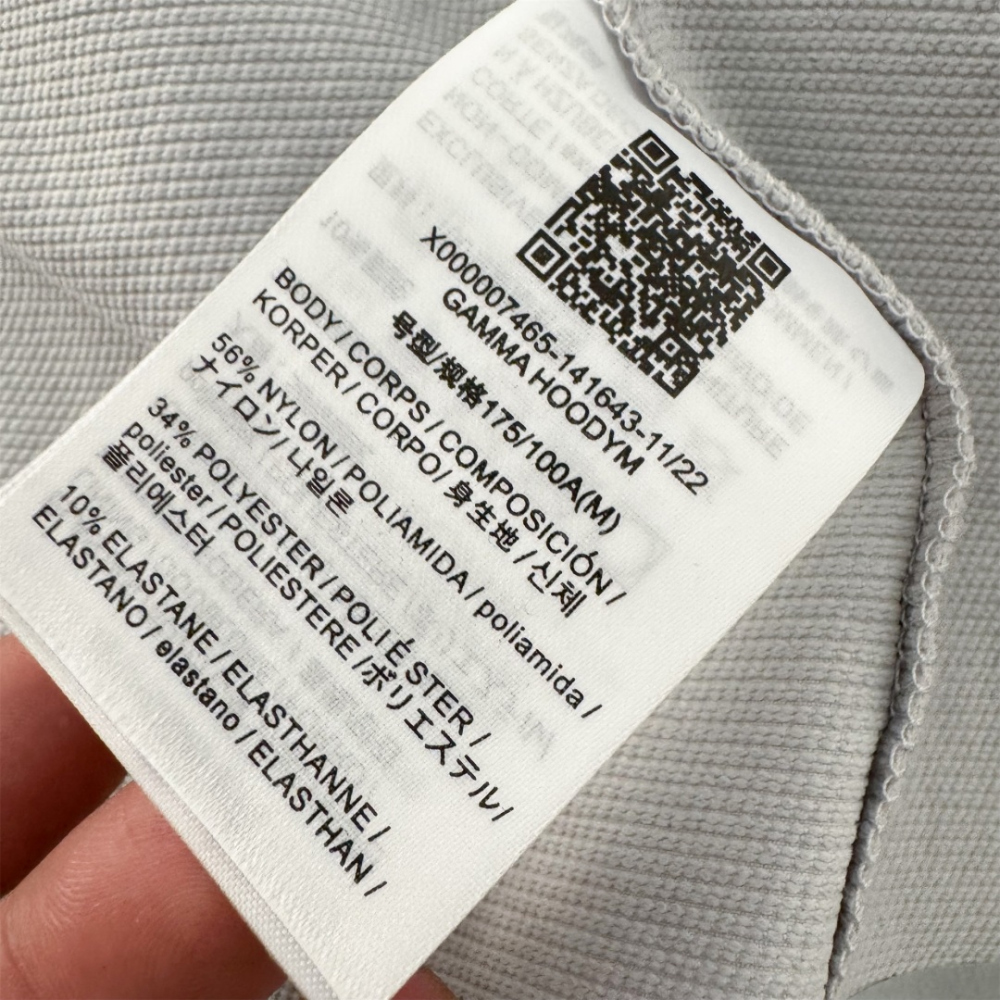 X000007465-141643-11/22
GAMMA HOODYM
号型/规格175/100A(M)
BODY / CORPS / COMPOSICIÓN /
KORPER / CORPO/ 身生地 / 신체
56% NYLON / POLIAMIDA / poliamida /
ナイロン/ 나일론
34% POLYESTER / POLIÉ STER /
poliester / POLIESTERE /ポリエステル/
폴리에스터
10% ELASTANE / ELASTHANNE /
ELASTANO / elastano / ELASTHAN /